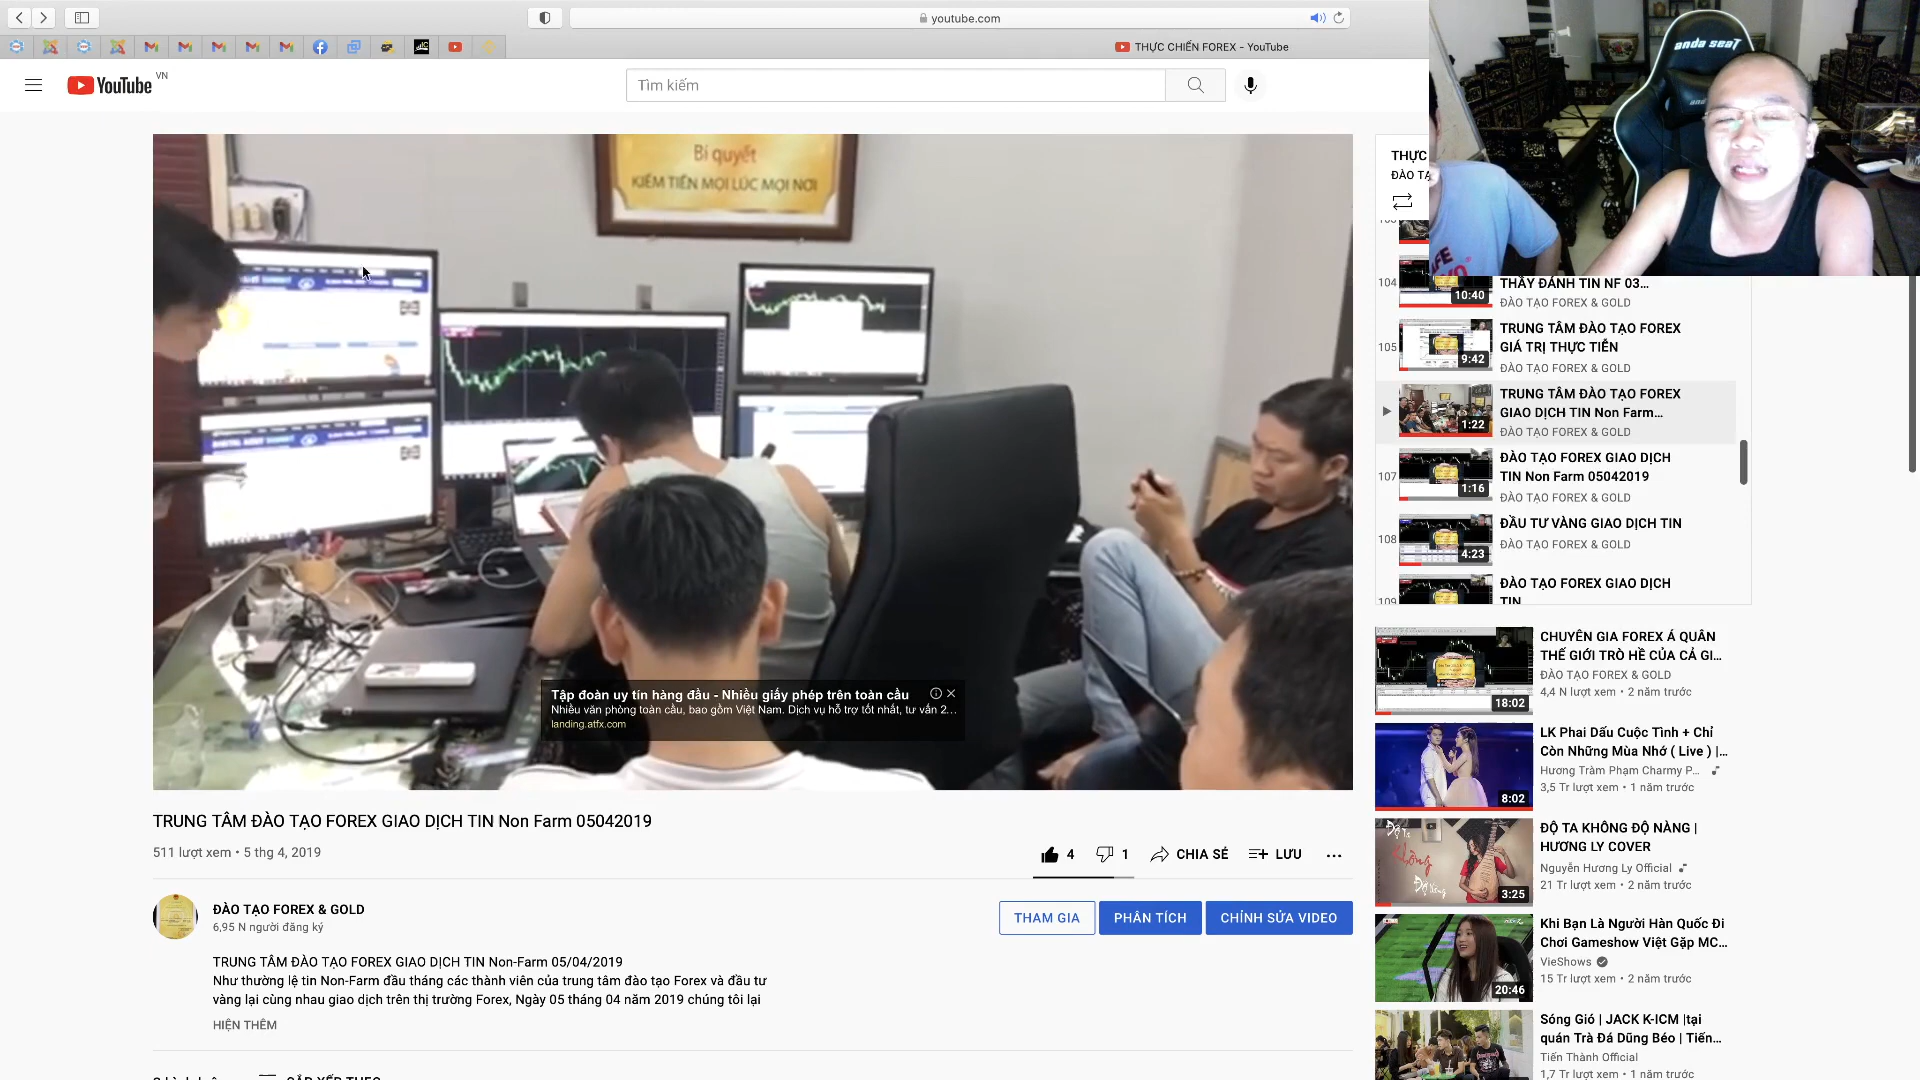 youtube.com
THỰC CHIẾN FOREX - YouTube
YouTube VN
Tìm kiếm
anda seaT
Bí quyết
KIẾM TIỀN MỌI LÚC MỌI NƠI
THỰC
ĐÀO TẠ
104
THẦY ĐÁNH TIN NF 03...
10:40
ĐÀO TẠO FOREX & GOLD
105
TRUNG TÂM ĐÀO TẠO FOREX
GIÁ TRỊ THỰC TIỄN
9:42
ĐÀO TẠO FOREX & GOLD
TRUNG TÂM ĐÀO TẠO FOREX
GIAO DỊCH TIN Non Farm...
1:22
ĐÀO TẠO FOREX & GOLD
107
ĐÀO TẠO FOREX GIAO DỊCH
TIN Non Farm 05042019
1:16
ĐÀO TẠO FOREX & GOLD
108
ĐẦU TƯ VÀNG GIAO DỊCH TIN
4:23
ĐÀO TẠO FOREX & GOLD
109
ĐÀO TẠO FOREX GIAO DỊCH
TIN
Tập đoàn uy tín hàng đầu - Nhiều giấy phép trên toàn cầu
Nhiều văn phòng toàn cầu, bao gồm Việt Nam. Dịch vụ hỗ trợ tốt nhất, tư vấn 2...
landing.atfx.com
TRUNG TÂM ĐÀO TẠO FOREX GIAO DỊCH TIN Non Farm 05042019
511 lượt xem • 5 thg 4, 2019
4 1 CHIA SẺ LƯU
ĐÀO TẠO FOREX & GOLD
6,95 N người đăng ký
THAM GIA PHÂN TÍCH CHỈNH SỬA VIDEO
TRUNG TÂM ĐÀO TẠO FOREX GIAO DỊCH TIN Non-Farm 05/04/2019
Như thường lệ tin Non-Farm đầu tháng các thành viên của trung tâm đào tạo Forex và đầu tư
vàng lại cùng nhau giao dịch trên thị trường Forex, Ngày 05 tháng 04 năm 2019 chúng tôi lại
HIỆN THÊM
CHUYÊN GIA FOREX Á QUÂN
THẾ GIỚI TRÒ HỀ CỦA CẢ GI...
ĐÀO TẠO FOREX & GOLD
4,4 N lượt xem • 2 năm trước
18:02
LK Phai Dấu Cuộc Tình + Chỉ
Còn Những Mùa Nhớ ( Live ) |...
Hương Tràm Phạm Charmy P...
3,5 Tr lượt xem • 1 năm trước
8:02
ĐỘ TA KHÔNG ĐỘ NÀNG |
HƯƠNG LY COVER
Nguyễn Hương Ly Official
21 Tr lượt xem • 2 năm trước
3:25
Khi Bạn Là Người Hàn Quốc Đi
Chơi Gameshow Việt Gặp MC...
VieShows
15 Tr lượt xem • 2 năm trước
20:46
Sóng Gió | JACK K-ICM |tại
quán Trà Đá Dũng Béo | Tiến...
Tiến Thành Official
1,7 Tr lượt xem • 1 năm trước